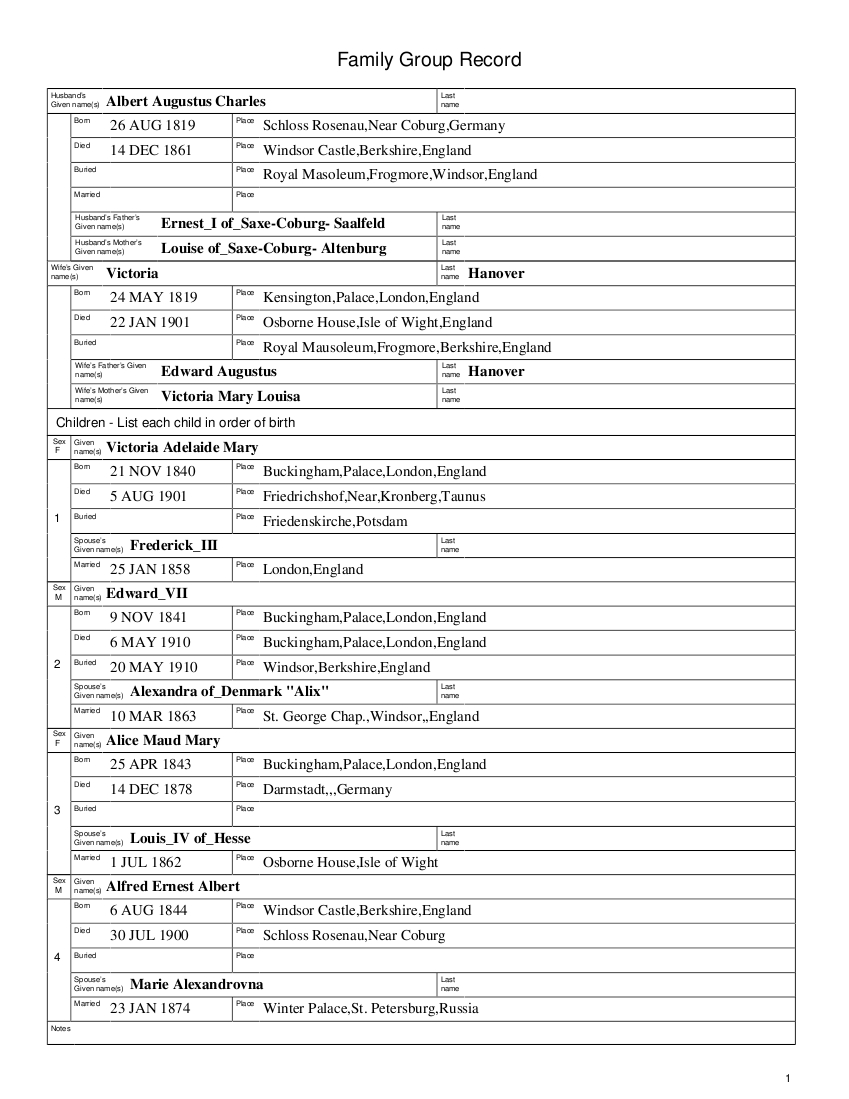 Family Group Record
Husband's Given name(s) Albert Augustus Charles Last name
Born 26 AUG 1819 Place Schloss Rosenau,Near Coburg,Germany
Died 14 DEC 1861 Place Windsor Castle,Berkshire,England
Buried Place Royal Masoleum,Frogmore,Windsor,England
Married Place
Husband's Father's Given name(s) Ernest_I of_Saxe-Coburg- Saalfeld Last name
Husband's Mother's Given name(s) Louise of_Saxe-Coburg- Altenburg Last name
Wife's Given name(s) Victoria Last name Hanover
Born 24 MAY 1819 Place Kensington,Palace,London,England
Died 22 JAN 1901 Place Osborne House,Isle of Wight,England
Buried Place Royal Mausoleum,Frogmore,Berkshire,England
Wife's Father's Given name(s) Edward Augustus Last name Hanover
Wife's Mother's Given name(s) Victoria Mary Louisa Last name
Children - List each child in order of birth
Sex F Given name(s) Victoria Adelaide Mary
Born 21 NOV 1840 Place Buckingham,Palace,London,England
Died 5 AUG 1901 Place Friedrichshof,Near,Kronberg,Taunus
1 Buried Place Friedenskirche,Potsdam
Spouse's Given name(s) Frederick_III Last name
Married 25 JAN 1858 Place London,England
Sex M Given name(s) Edward_VII
Born 9 NOV 1841 Place Buckingham,Palace,London,England
Died 6 MAY 1910 Place Buckingham,Palace,London,England
2 Buried 20 MAY 1910 Place Windsor,Berkshire,England
Spouse's Given name(s) Alexandra of_Denmark "Alix" Last name
Married 10 MAR 1863 Place St. George Chap.,Windsor,,England
Sex F Given name(s) Alice Maud Mary
Born 25 APR 1843 Place Buckingham,Palace,London,England
Died 14 DEC 1878 Place Darmstadt,,,Germany
3 Buried Place
Spouse's Given name(s) Louis_IV of_Hesse Last name
Married 1 JUL 1862 Place Osborne House,Isle of Wight
Sex M Given name(s) Alfred Ernest Albert
Born 6 AUG 1844 Place Windsor Castle,Berkshire,England
Died 30 JUL 1900 Place Schloss Rosenau,Near Coburg
4 Buried Place
Spouse's Given name(s) Marie Alexandrovna Last name
Married 23 JAN 1874 Place Winter Palace,St. Petersburg,Russia
Notes
1